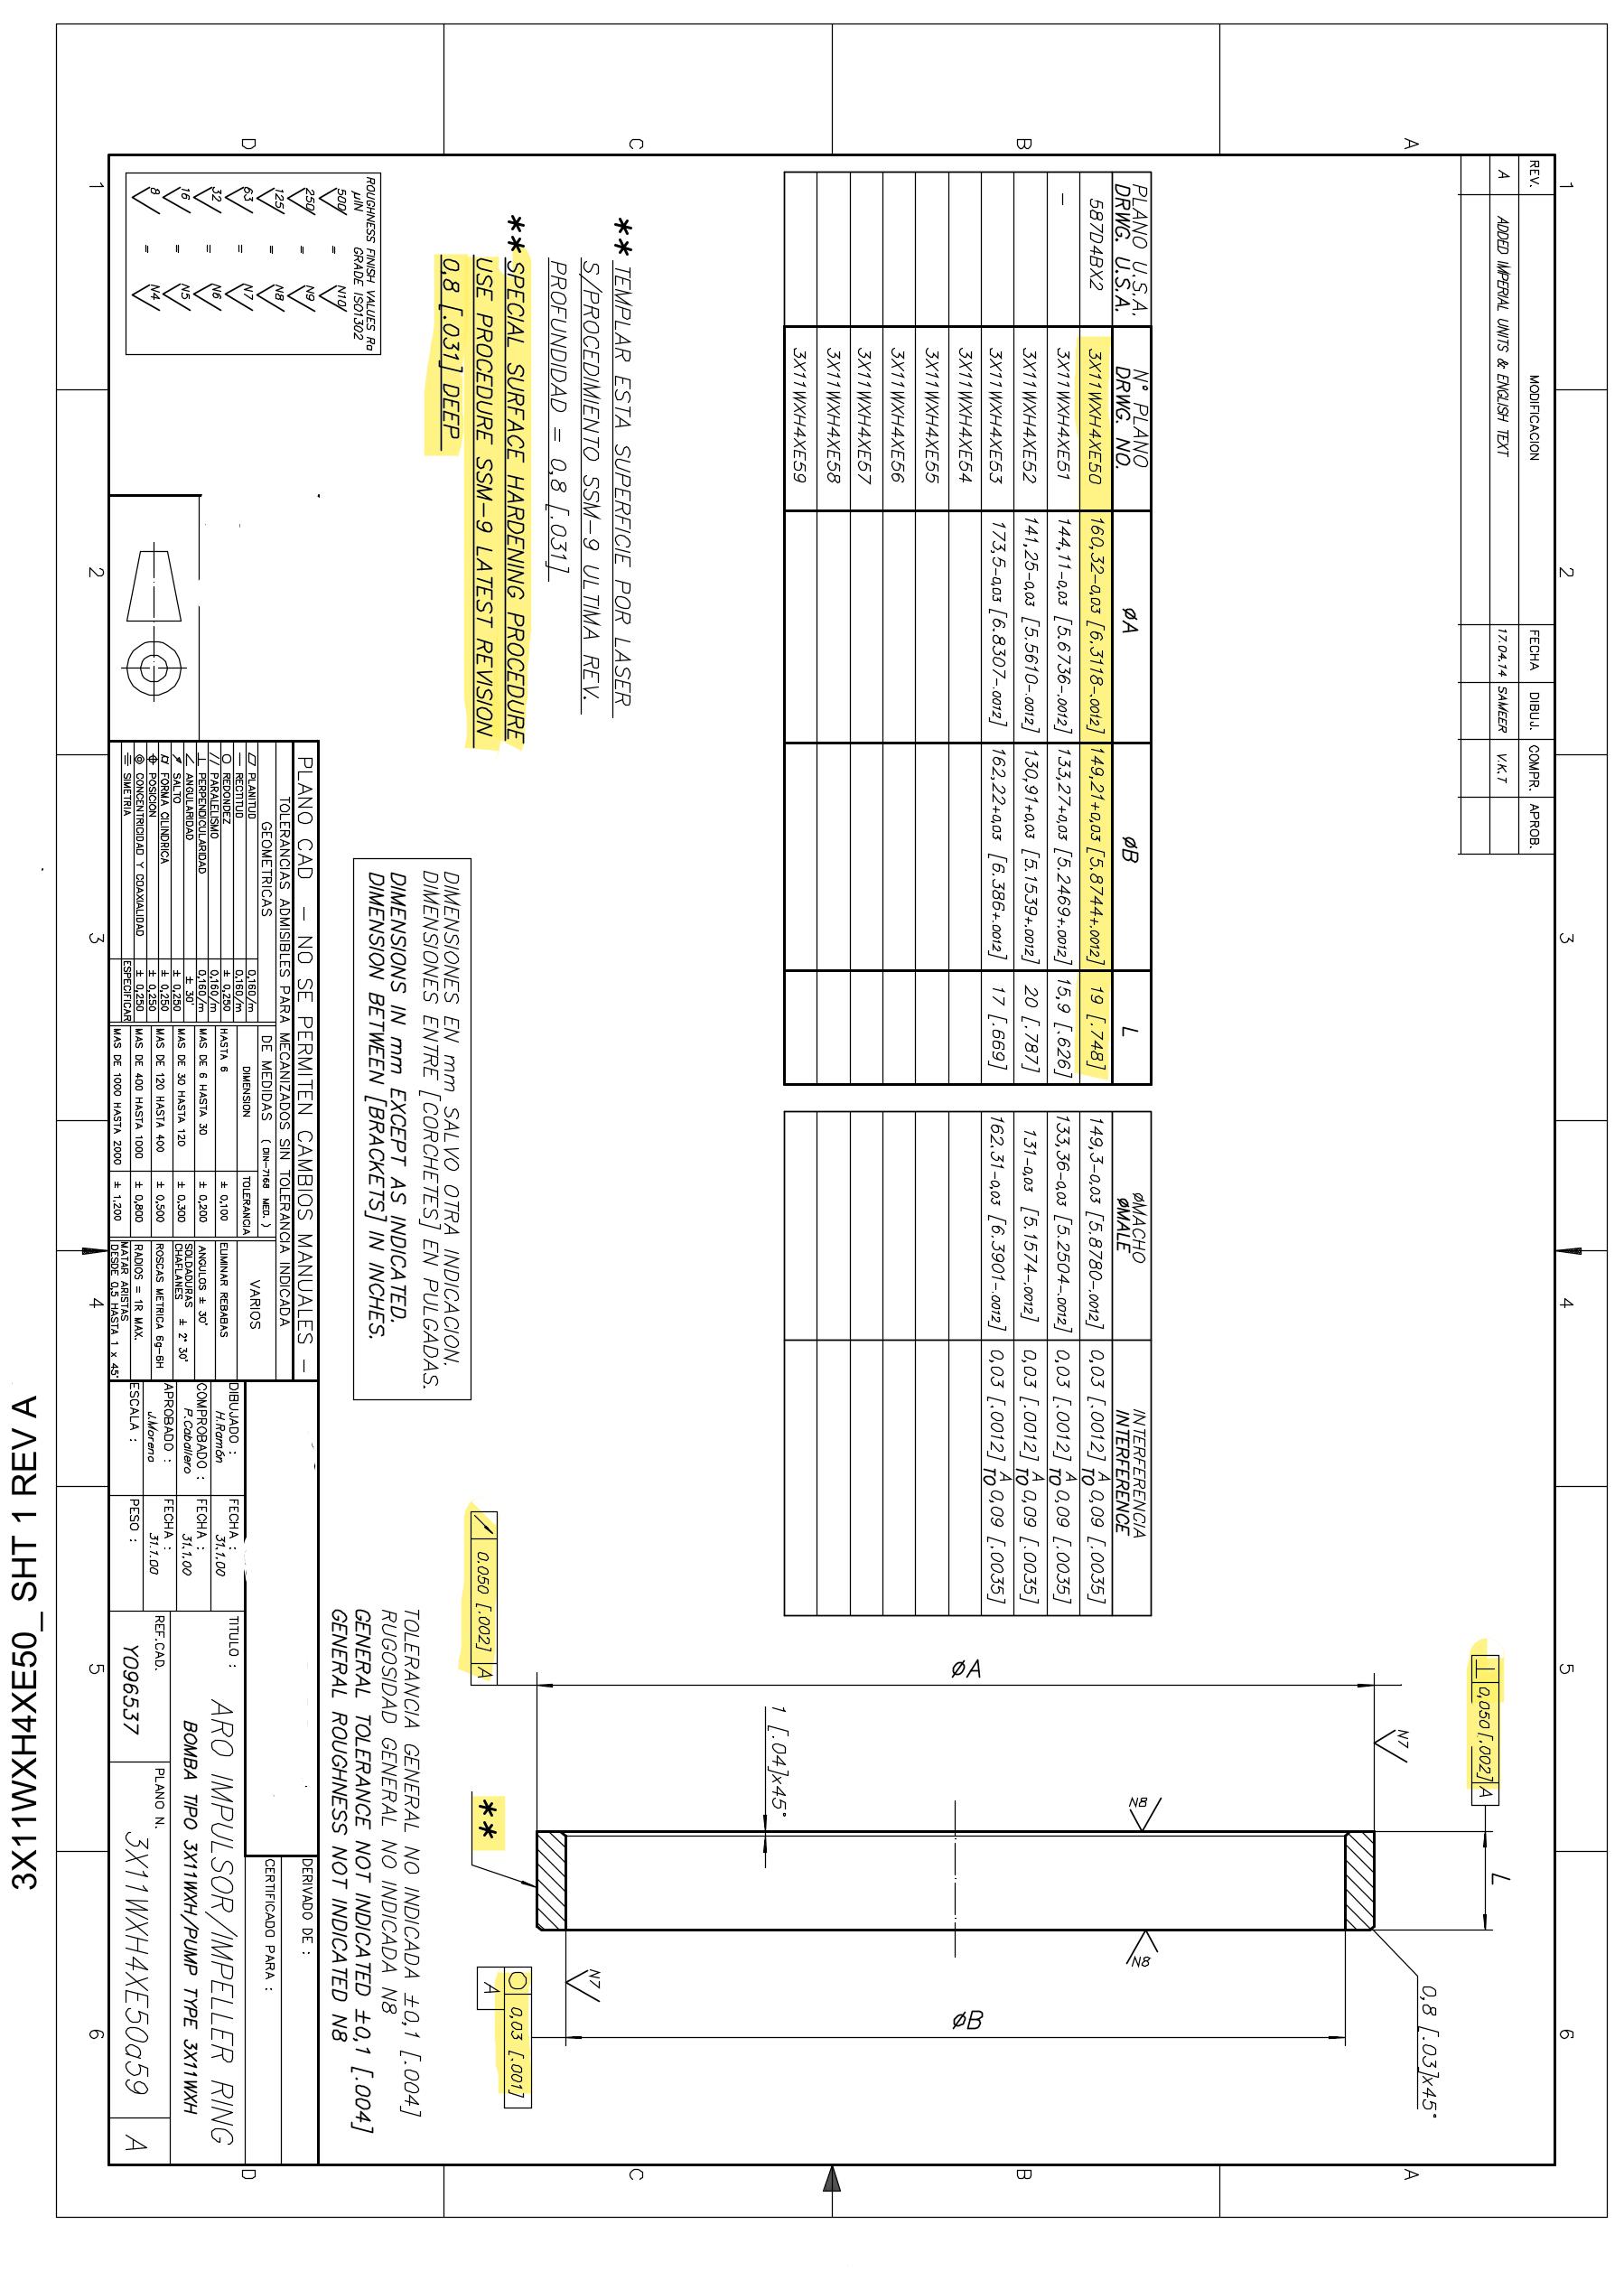 REV.	MODIFICACION	FECHA	DIBUJ.	COMPR.	APROB.
A	ADDED IMPERIAL UNITS & ENGLISH TEXT	17.04.14	SAMEER	V.K.T
1 2 3 4 5 6
A B C D
PLANO U.S.A.	N° PLANO	ØA	ØB	L	ØMACHO	INTERFERENCIA
DRWG. U.S.A.	DRWG. NO.	ØMALE	INTERFERENCE
587D4BX2	3X11WXH4XE50	160,32-0,03 [6.3118-.0012]	149,21+0,03 [5.8744+.0012]	19 [.748]	149,3-0,03 [5.8780-.0012]	0,03 [.0012] A TO 0,09 [.0035]
-	3X11WXH4XE51	144,11-0,03 [5.6736-.0012]	133,27+0,03 [5.2469+.0012]	15,9 [.626]	133,36-0,03 [5.2504-.0012]	0,03 [.0012] A TO 0,09 [.0035]
3X11WXH4XE52	141,25-0,03 [5.5610-.0012]	130,91+0,03 [5.1539+.0012]	20 [.787]	131-0,03 [5.1574-.0012]	0,03 [.0012] A TO 0,09 [.0035]
3X11WXH4XE53	173,5-0,03 [6.8307-.0012]	162,22+0,03 [6.386+.0012]	17 [.669]	162.31-0,03 [6.3901-.0012]	0,03 [.0012] A TO 0,09 [.0035]
3X11WXH4XE54
3X11WXH4XE55
3X11WXH4XE56
3X11WXH4XE57
3X11WXH4XE58
3X11WXH4XE59
⊥ 0,050 [.002] A
L
0,8 [.03]x45°
N7
N8
N8
ØA
ØB
1 [.04]x45°
N7
**
0.050 [.002] A
○ 0,03 [.001]
A
** TEMPLAR ESTA SUPERFICIE POR LASER
S/PROCEDIMIENTO SSM-9 ULTIMA REV.
PROFUNDIDAD = 0,8 [.031]
** SPECIAL SURFACE HARDENING PROCEDURE
USE PROCEDURE SSM-9 LATEST REVISION
0,8 [.031] DEEP
DIMENSIONES EN mm SALVO OTRA INDICACION.
DIMENSIONES ENTRE [CORCHETES] EN PULGADAS.
DIMENSIONS IN mm EXCEPT AS INDICATED.
DIMENSION BETWEEN [BRACKETS] IN INCHES.
TOLERANCIA GENERAL NO INDICADA ±0,1 [.004]
RUGOSIDAD GENERAL NO INDICADA N8
GENERAL TOLERANCE NOT INDICATED ±0,1 [.004]
GENERAL ROUGHNESS NOT INDICATED N8
ROUGHNESS FINISH VALUES Ra
µIN	GRADE ISO1302
500 = N10
250 = N9
125 = N8
63 = N7
32 = N6
16 = N5
8 = N4
PLANO CAD - NO SE PERMITEN CAMBIOS MANUALES -
TOLERANCIAS ADMISIBLES PARA MECANIZADOS SIN TOLERANCIA INDICADA
GEOMETRICAS	DE MEDIDAS (DIN-7168 MED.)	VARIOS
PLANITUD	0,160/m	DIMENSION	TOLERANCIA
RECTITUD	0,160/m
REDONDEZ	± 0,250	HASTA 6	± 0,100	ELIMINAR REBABAS
PARALELISMO	0,160/m
PERPENDICULARIDAD	0,160/m	MAS DE 6 HASTA 30	± 0,200	ANGULOS ± 30'
ANGULARIDAD	± 30'
SALTO	± 0,250	MAS DE 30 HASTA 120	± 0,300	SOLDADURAS CHAFLANES ± 2° 30'
FORMA CILINDRICA	± 0,250	MAS DE 120 HASTA 400	± 0,500	ROSCAS METRICA 6g-6H
POSICION	± 0,250
CONCENTRICIDAD Y COAXIALIDAD	± 0,250	MAS DE 400 HASTA 1000	± 0,800	RADIOS = 1R MAX.
SIMETRIA	ESPECIFICAR	MAS DE 1000 HASTA 2000	± 1,200	MATAR ARISTAS DESDE 0,5 HASTA 1 x 45°
DIBUJADO :	FECHA :
H.Ramón	31.1.00
COMPROBADO :	FECHA :
P.Caballero	31.1.00
APROBADO :	FECHA :
J.Moreno	31.1.00
ESCALA :	PESO :
DERIVADO DE :
CERTIFICADO PARA :
TITULO :
ARO IMPULSOR/IMPELLER RING
BOMBA TIPO 3X11WXH/PUMP TYPE 3X11WXH
REF.CAD.	PLANO N.
Y096537	3X11WXH4XE50a59	A
1 2 3 4 5 6
A B C D
3X11WXH4XE50_SHT 1 REV A